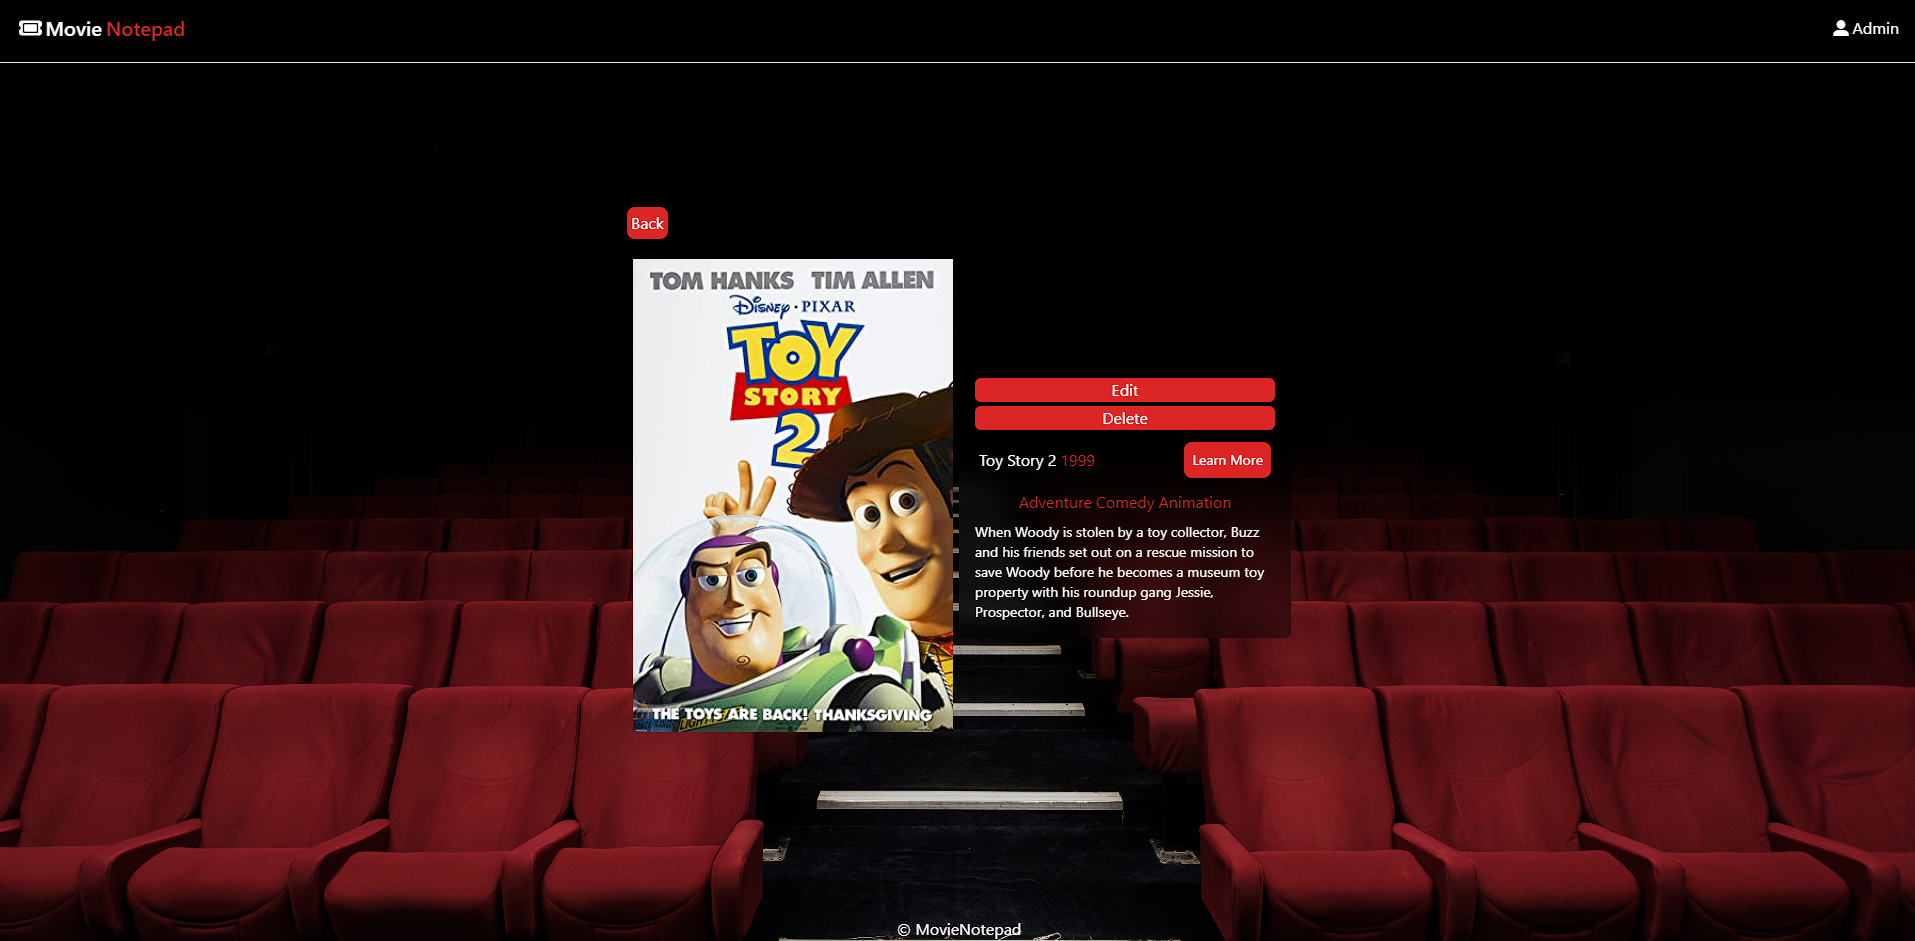 Movie Notepad
Admin
Back
TOM HANKS TIM ALLEN
Disney · PIXAR
TOY
STORY
2
THE TOYS ARE BACK! THANKSGIVING
Edit
Delete
Toy Story 2 1999
Learn More
Adventure Comedy Animation
When Woody is stolen by a toy collector, Buzz
and his friends set out on a rescue mission to
save Woody before he becomes a museum toy
property with his roundup gang Jessie,
Prospector, and Bullseye.
© MovieNotepad